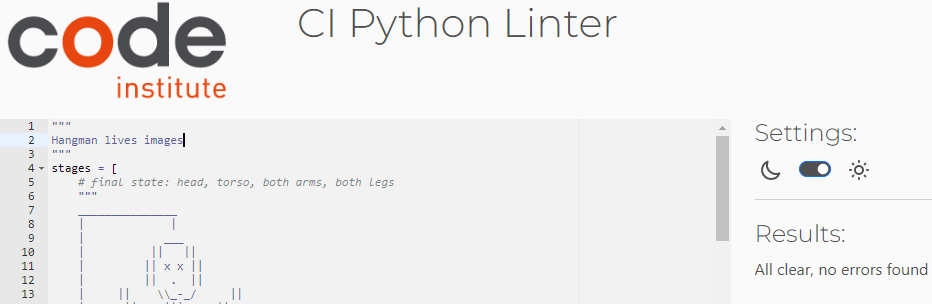 code
institute
CI Python Linter
1 """
2 Hangman lives images
3 """
4 stages = [
5     # final state: head, torso, both arms, both legs
6     """
7     _______________
8     |             |
9     |            ___
10     |          ||   ||
11     |         || x x ||
12     |         ||  .  ||
13     |     ||    \\_-_/     ||
Settings:
Results:
All clear, no errors found